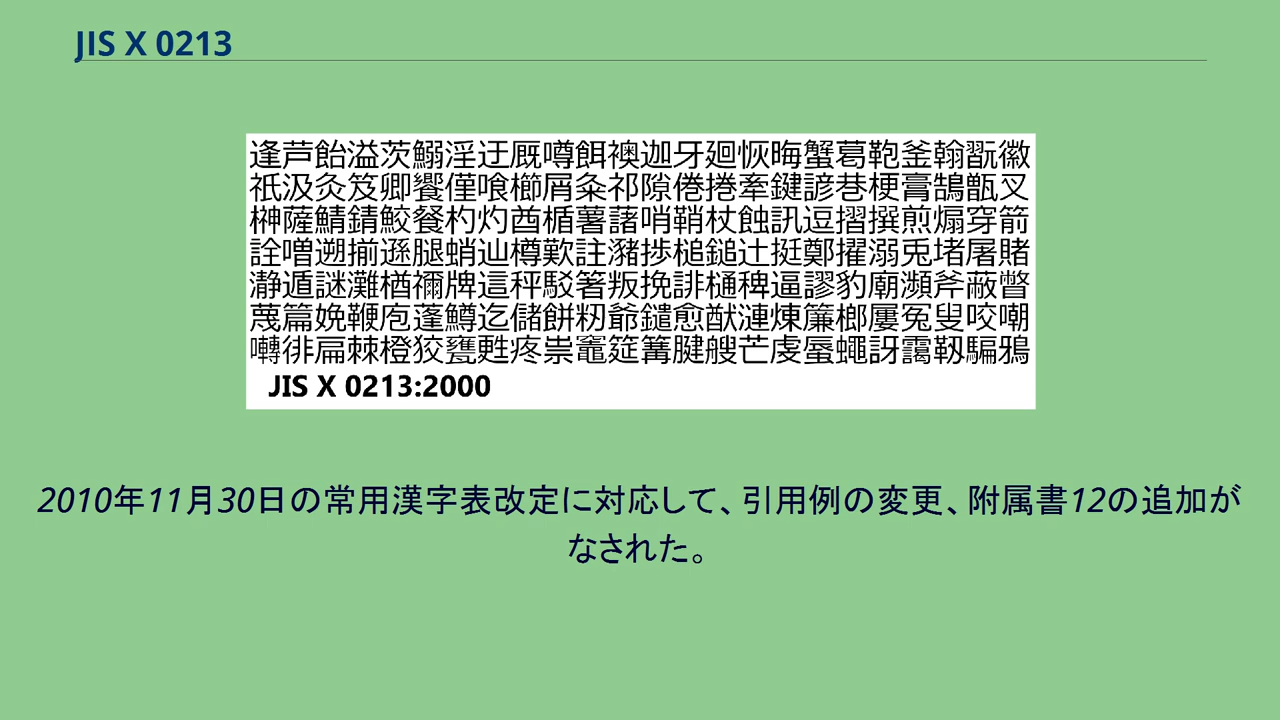 JIS X 0213
逢芦飴溢茨鰯淫迂厩噂餌襖迦牙廻恢晦蟹葛鞄釜翰翫徽
祇汲灸笈卿饗僅喰櫛屑粂祁隙倦捲牽鍵諺巷梗膏鵠甑叉
榊薩鯖錆鮫餐杓灼酋楯薯藷哨鞘杖蝕訊逗摺撰煎煽穿箭
詮噌遡揃遜腿蛸辿樽歎註瀦捗槌鎚辻挺鄭擢溺兎堵屠賭
瀞遁謎灘楢禰牌這秤駁箸叛挽誹樋稗逼謬豹廟瀕斧蔽瞥
蔑篇娩鞭庖蓬鱒迄儲餅籾爺鑓愈猷漣煉簾榔屢冤叟咬嘲
囀徘扁棘橙狡甕甦疼祟竈筵篝腱艘芒虔蜃蠅訝靄靱騙鴉
JIS X 0213:2000
2010年11月30日の常用漢字表改定に対応して、引用例の変更、附属書12の追加が
なされた。